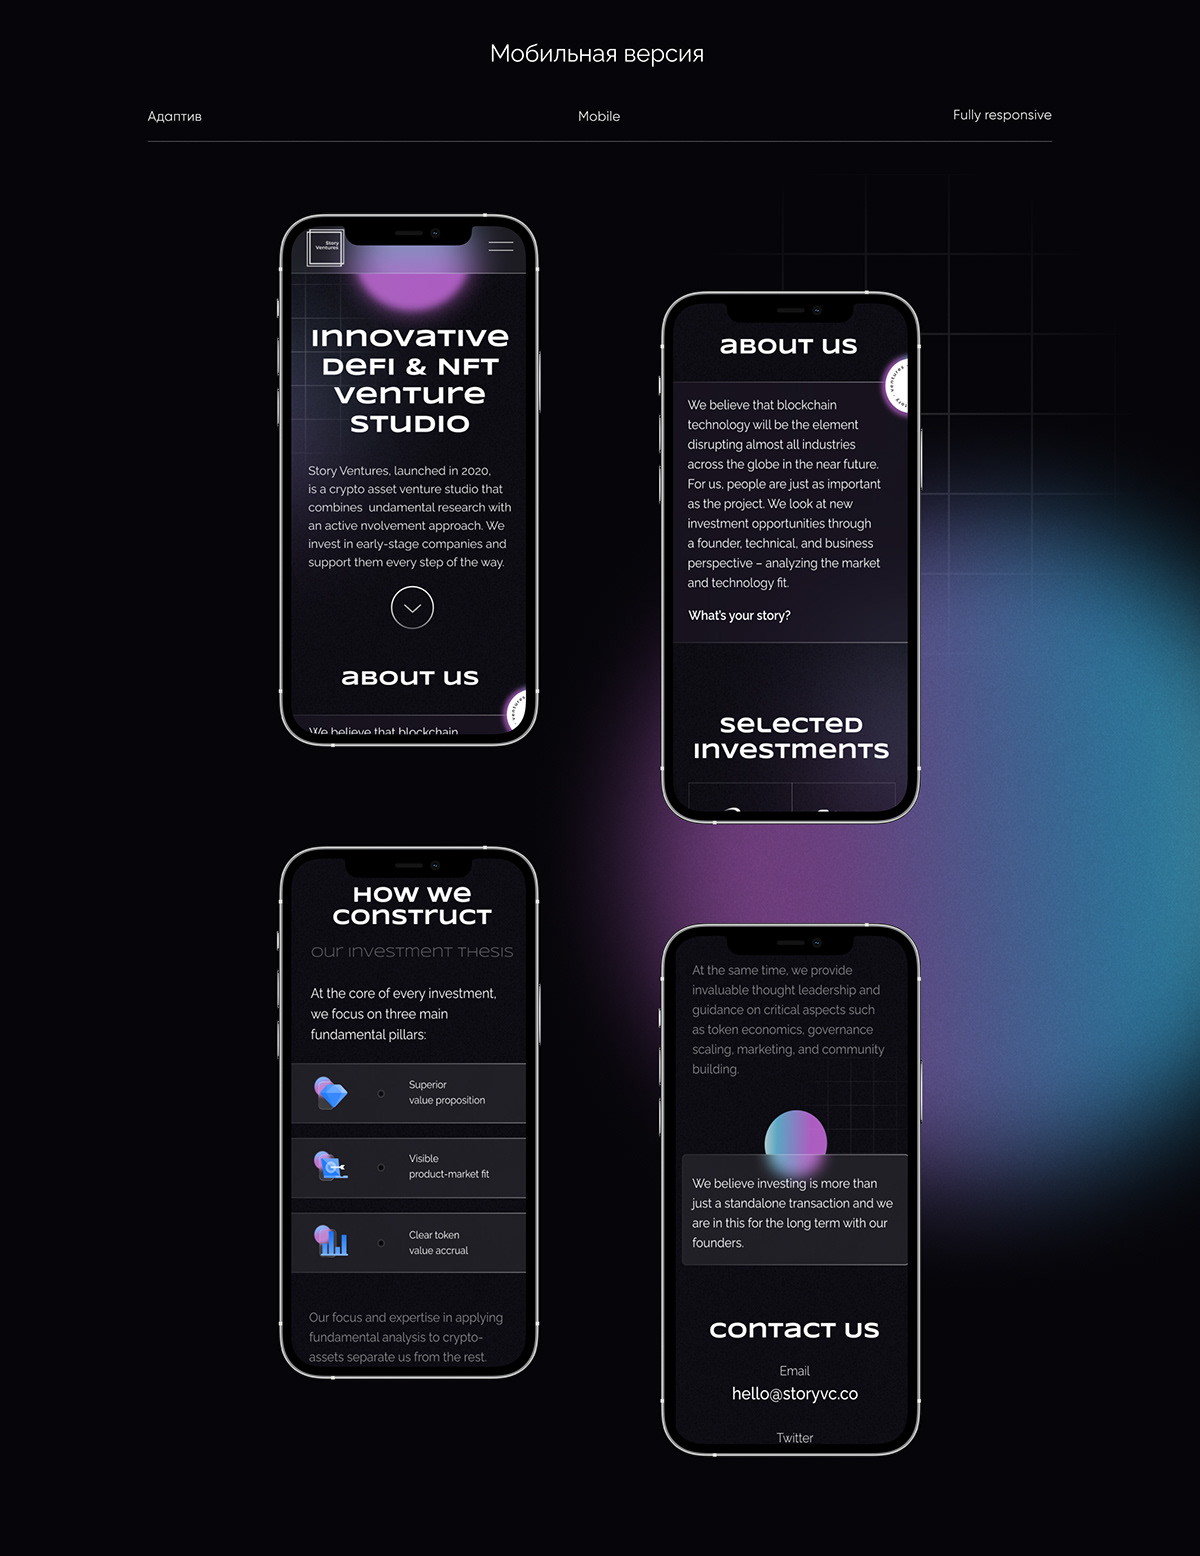 Мобильная версия
Адаптив
Mobile
Fully responsive
Story
Ventures
Innovative
DeFI & NFT
venture
studio
Story Ventures, launched in 2020,
is a crypto asset venture studio that
combines undamental research with
an active nvolvement approach. We
invest in early-stage companies and
support them every step of the way.
About us
We believe that blockchain
About us
ventures
story
We believe that blockchain
technology will be the element
disrupting almost all industries
across the globe in the near future.
For us, people are just as important
as the project. We look at new
investment opportunities through
a founder, technical, and business
perspective – analyzing the market
and technology fit.
What's your story?
Selected
Investments
How we
construct
our investment thesis
At the core of every investment,
we focus on three main
fundamental pillars:
Superior
value proposition
Visible
product-market fit
Clear token
value accrual
Our focus and expertise in applying
fundamental analysis to crypto-
assets separate us from the rest.
At the same time, we provide
invaluable thought leadership and
guidance on critical aspects such
as token economics, governance
scaling, marketing, and community
building.
We believe investing is more than
just a standalone transaction and we
are in this for the long term with our
founders.
Contact us
Email
hello@storyvc.co
Twitter